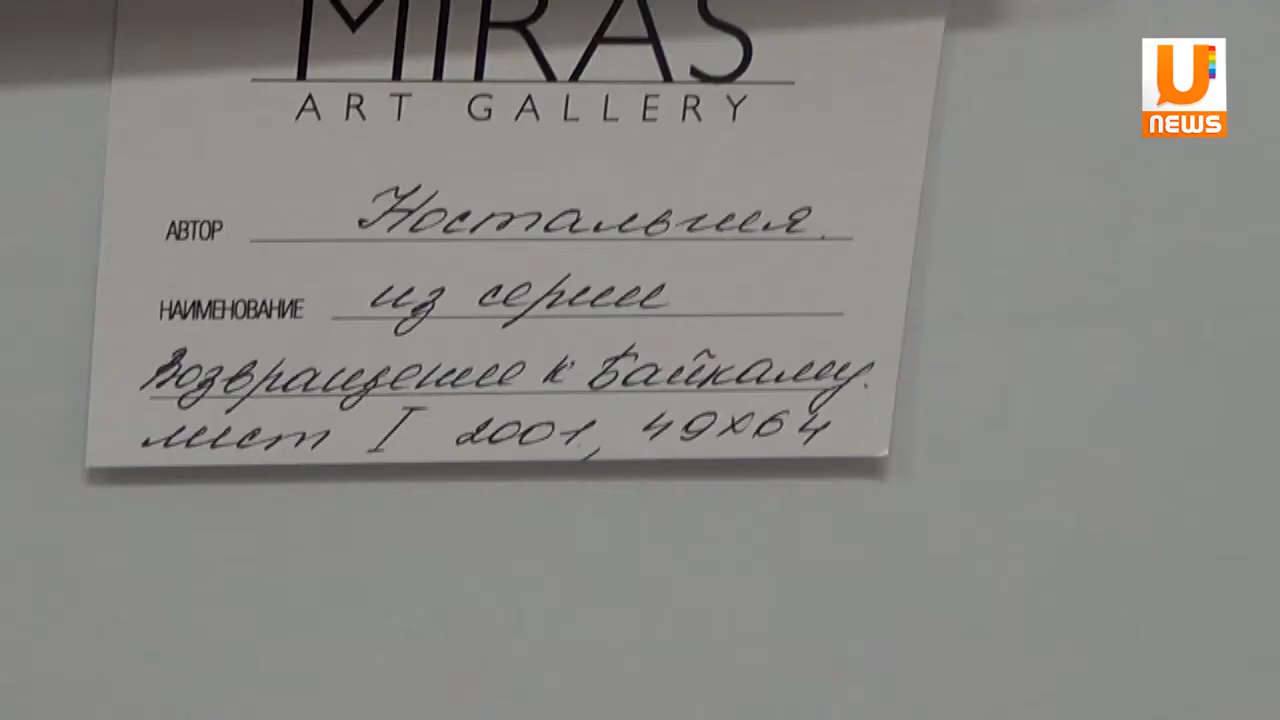 MIRAS
ART GALLERY
U
NEWS
АВТОР Ностальгия.
НАИМЕНОВАНИЕ из серии
Возвращение к Байкалу.
лист I 2001, 49x64